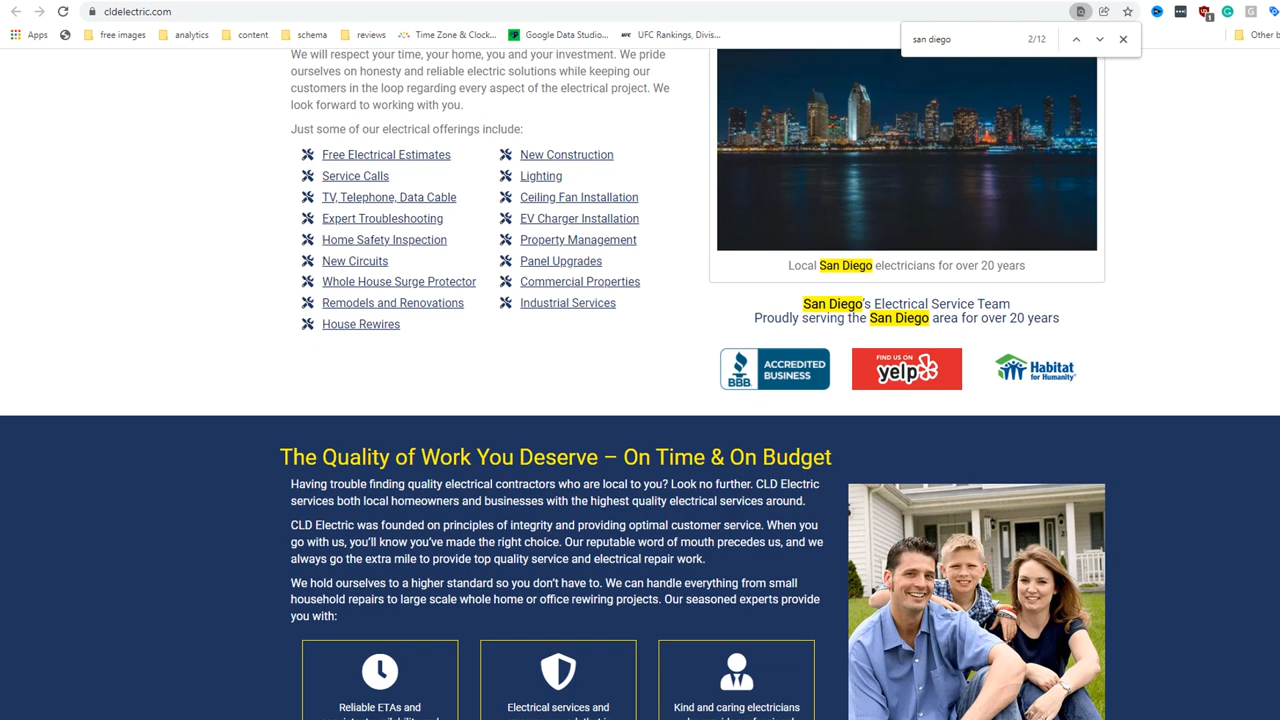 cldelectric.com
Apps
free images
analytics
content
schema
reviews
Time Zone & Clock...
Google Data Studio...
UFC Rankings, Divis...
Other b
san diego
2/12
We will respect your time, your home, you and your investment. We pride
ourselves on honesty and reliable electric solutions while keeping our
customers in the loop regarding every aspect of the electrical project. We
look forward to working with you.
Just some of our electrical offerings include:
Free Electrical Estimates
Service Calls
TV, Telephone, Data Cable
Expert Troubleshooting
Home Safety Inspection
New Circuits
Whole House Surge Protector
Remodels and Renovations
House Rewires
New Construction
Lighting
Ceiling Fan Installation
EV Charger Installation
Property Management
Panel Upgrades
Commercial Properties
Industrial Services
Local San Diego electricians for over 20 years
San Diego's Electrical Service Team
Proudly serving the San Diego area for over 20 years
BBB.
ACCREDITED
BUSINESS
FIND US ON
yelp
Habitat
for Humanity
The Quality of Work You Deserve – On Time & On Budget
Having trouble finding quality electrical contractors who are local to you? Look no further. CLD Electric
services both local homeowners and businesses with the highest quality electrical services around.
CLD Electric was founded on principles of integrity and providing optimal customer service. When you
go with us, you'll know you've made the right choice. Our reputable word of mouth precedes us, and we
always go the extra mile to provide top quality service and electrical repair work.
We hold ourselves to a higher standard so you don't have to. We can handle everything from small
household repairs to large scale whole home or office rewiring projects. Our seasoned experts provide
you with:
Reliable ETAs and
Electrical services and
Kind and caring electricians